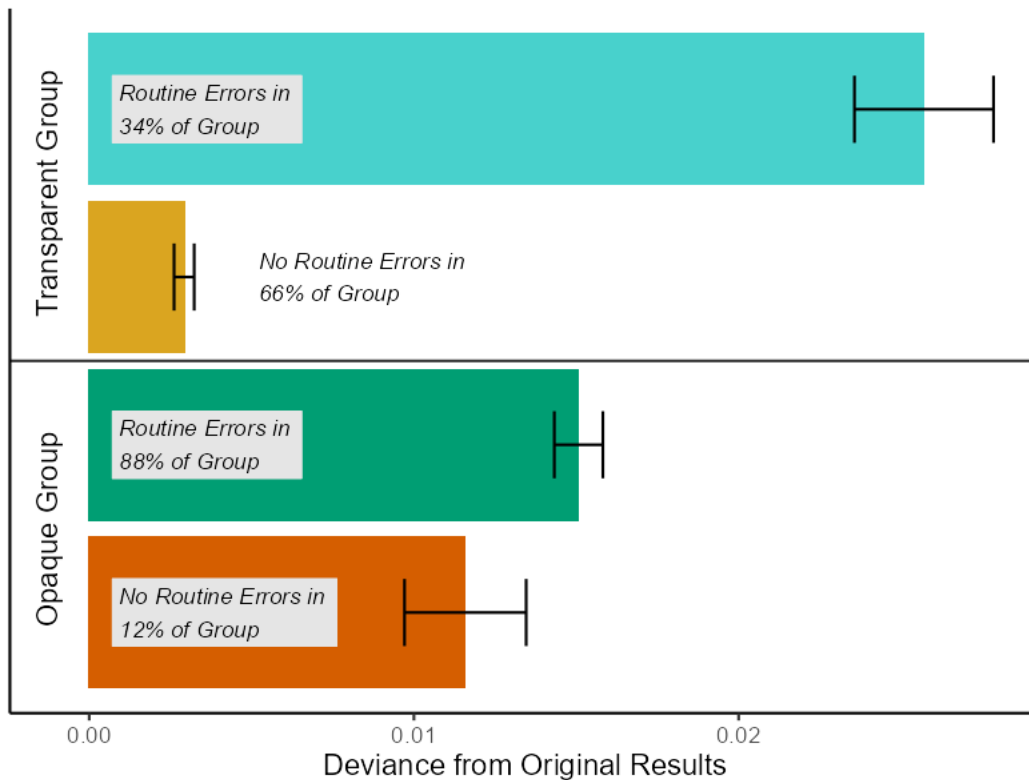 Transparent Group
Routine Errors in
34% of Group
No Routine Errors in
66% of Group
Opaque Group
Routine Errors in
88% of Group
No Routine Errors in
12% of Group
0.00 0.01 0.02
Deviance from Original Results